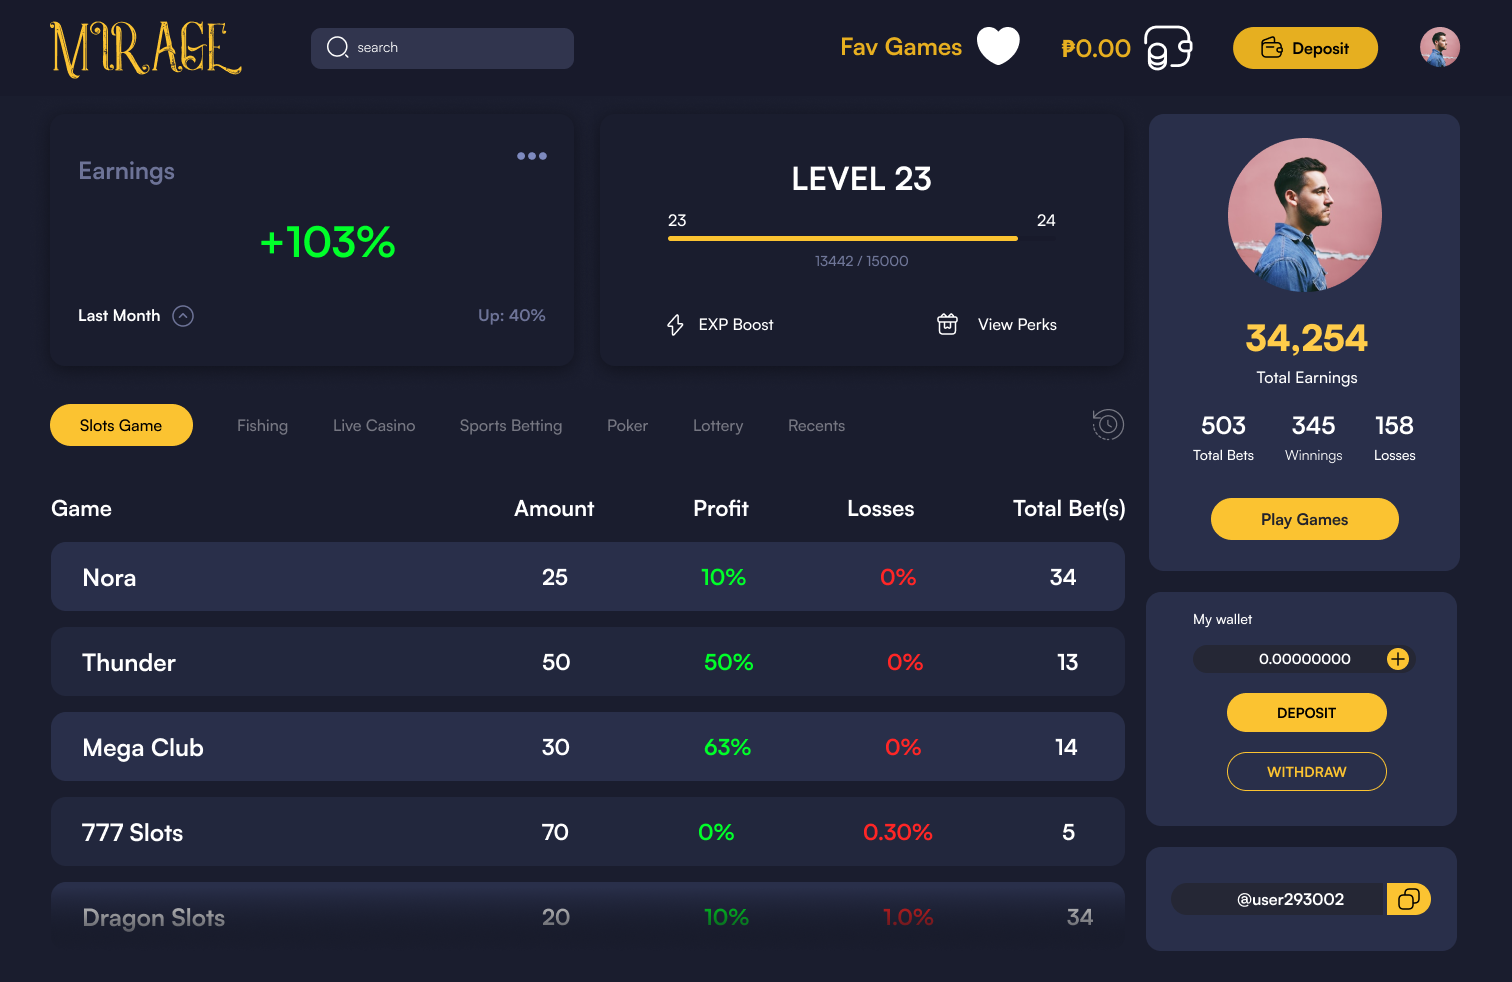 MIRAGE
search
Fav Games
₱0.00
Deposit
Earnings
+103%
Last Month
Up: 40%
LEVEL 23
23
24
13442 / 15000
EXP Boost
View Perks
34,254
Total Earnings
503 345 158
Total Bets Winnings Losses
Play Games
Slots Game Fishing Live Casino Sports Betting Poker Lottery Recents
Game Amount Profit Losses Total Bet(s)
Nora 25 10% 0% 34
Thunder 50 50% 0% 13
Mega Club 30 63% 0% 14
777 Slots 70 0% 0.30% 5
Dragon Slots 20 10% 1.0% 34
My wallet
0.00000000
DEPOSIT
WITHDRAW
@user293002